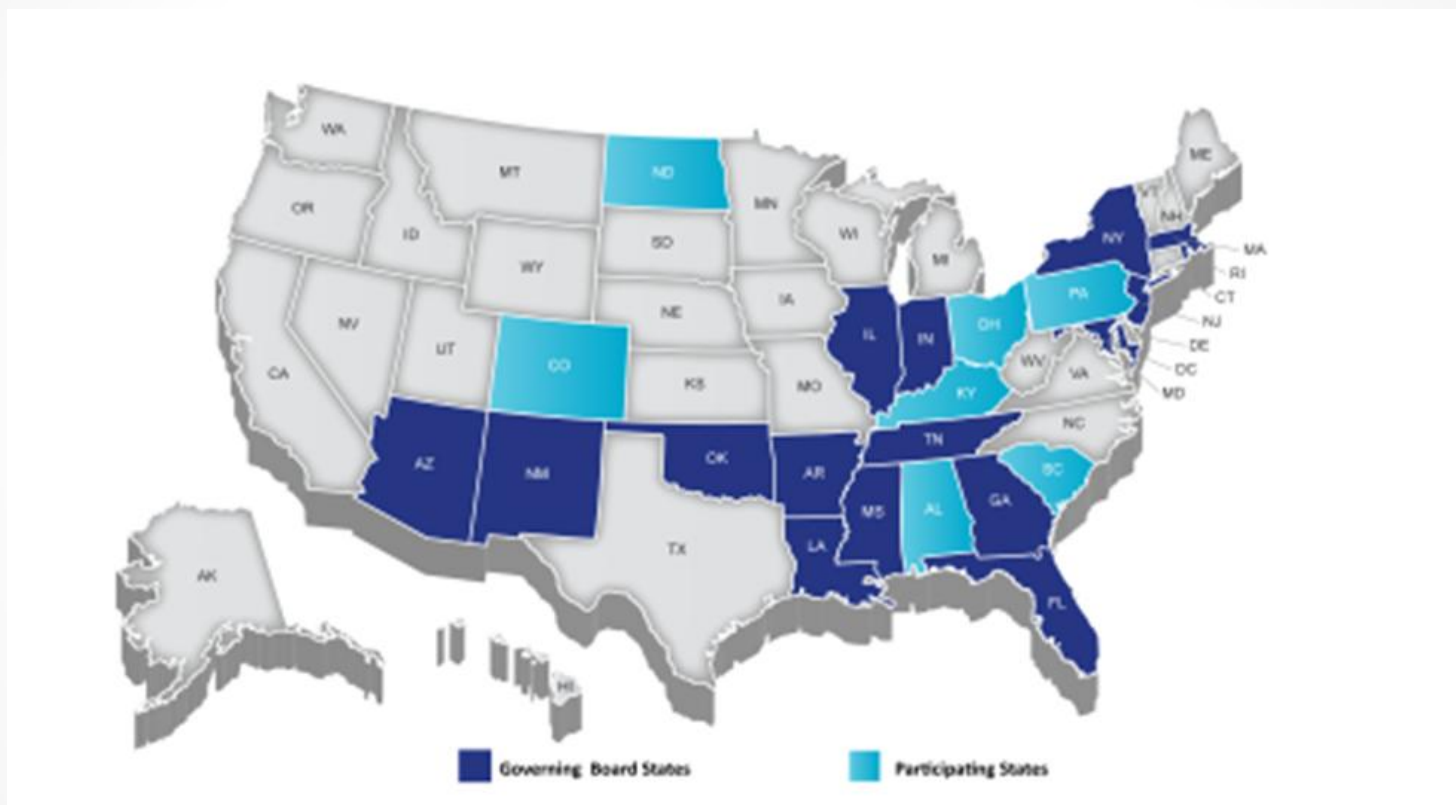 WA
MT
ND
MN
ME
VT
NH
OR
ID
SD
WI
MI
NY
MA
WY
RI
IA
PA
CT
NE
NV
UT
IL
IN
OH
NJ
DE
CO
CA
KS
MO
WV
VA
DC
KY
MD
NC
TN
AZ
NM
OK
AR
SC
MS
AL
GA
TX
LA
AK
FL
HI
Governing Board States
Participating States